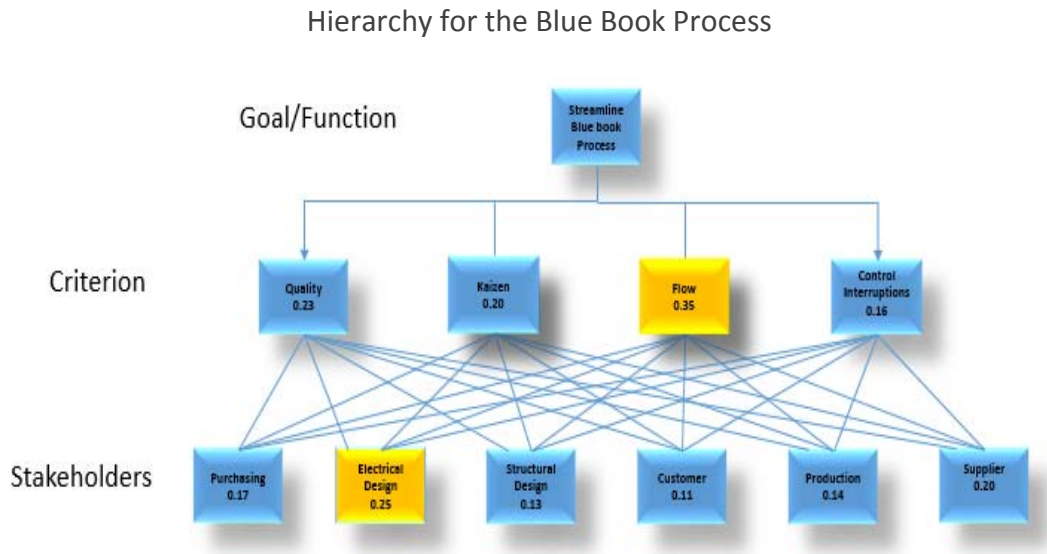 Hierarchy for the Blue Book Process
Goal/Function
Streamline
Blue book
Process
Criterion
Quality
0.23
Kaizen
0.20
Flow
0.35
Control
Interruptions
0.16
Stakeholders
Purchasing
0.17
Electrical
Design
0.25
Structural
Design
0.13
Customer
0.11
Production
0.14
Supplier
0.20